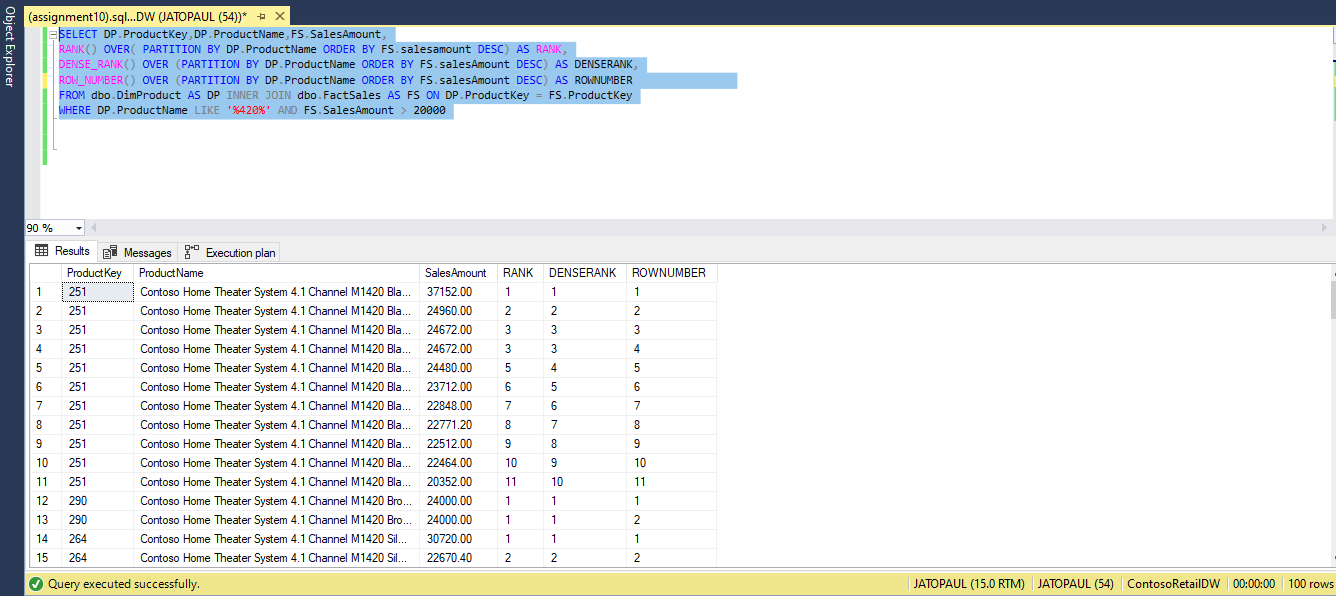 Object Explorer
(assignment10).sql...DW (JATOPAUL (54))*
SELECT DP.ProductKey,DP.ProductName,FS.SalesAmount,
RANK() OVER( PARTITION BY DP.ProductName ORDER BY FS.salesamount DESC) AS RANK,
DENSE_RANK() OVER (PARTITION BY DP.ProductName ORDER BY FS.salesAmount DESC) AS DENSERANK,
ROW_NUMBER() OVER (PARTITION BY DP.ProductName ORDER BY FS.salesAmount DESC) AS ROWNUMBER
FROM dbo.DimProduct AS DP INNER JOIN dbo.FactSales AS FS ON DP.ProductKey = FS.ProductKey
WHERE DP.ProductName LIKE '%420%' AND FS.SalesAmount > 20000
90 %
Results Messages Execution plan
ProductKey ProductName SalesAmount RANK DENSERANK ROWNUMBER
1 251 Contoso Home Theater System 4.1 Channel M1420 Bla... 37152.00 1 1 1
2 251 Contoso Home Theater System 4.1 Channel M1420 Bla... 24960.00 2 2 2
3 251 Contoso Home Theater System 4.1 Channel M1420 Bla... 24672.00 3 3 3
4 251 Contoso Home Theater System 4.1 Channel M1420 Bla... 24672.00 3 3 4
5 251 Contoso Home Theater System 4.1 Channel M1420 Bla... 24480.00 5 4 5
6 251 Contoso Home Theater System 4.1 Channel M1420 Bla... 23712.00 6 5 6
7 251 Contoso Home Theater System 4.1 Channel M1420 Bla... 22848.00 7 6 7
8 251 Contoso Home Theater System 4.1 Channel M1420 Bla... 22771.20 8 7 8
9 251 Contoso Home Theater System 4.1 Channel M1420 Bla... 22512.00 9 8 9
10 251 Contoso Home Theater System 4.1 Channel M1420 Bla... 22464.00 10 9 10
11 251 Contoso Home Theater System 4.1 Channel M1420 Bla... 20352.00 11 10 11
12 290 Contoso Home Theater System 4.1 Channel M1420 Bro... 24000.00 1 1 1
13 290 Contoso Home Theater System 4.1 Channel M1420 Bro... 24000.00 1 1 2
14 264 Contoso Home Theater System 4.1 Channel M1420 Sil... 30720.00 1 1 1
15 264 Contoso Home Theater System 4.1 Channel M1420 Sil... 22670.40 2 2 2
Query executed successfully. JATOPAUL (15.0 RTM) JATOPAUL (54) ContosoRetailDW 00:00:00 100 rows